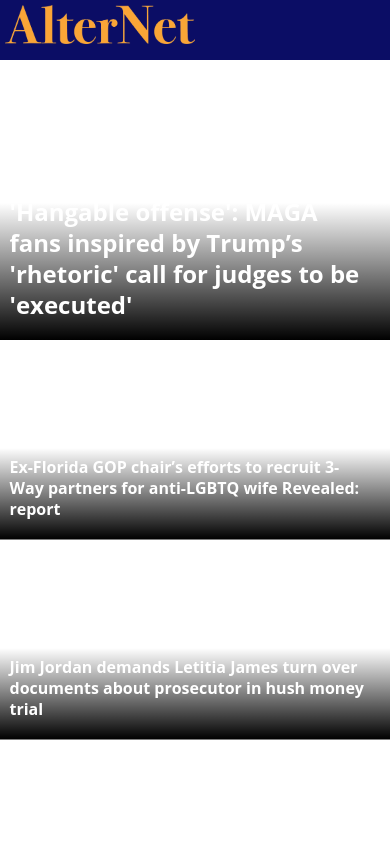 AlterNet
'Hangable offense': MAGA
fans inspired by Trump’s
'rhetoric' call for judges to be
'executed'
Ex-Florida GOP chair’s efforts to recruit 3-
Way partners for anti-LGBTQ wife Revealed:
report
Jim Jordan demands Letitia James turn over
documents about prosecutor in hush money
trial